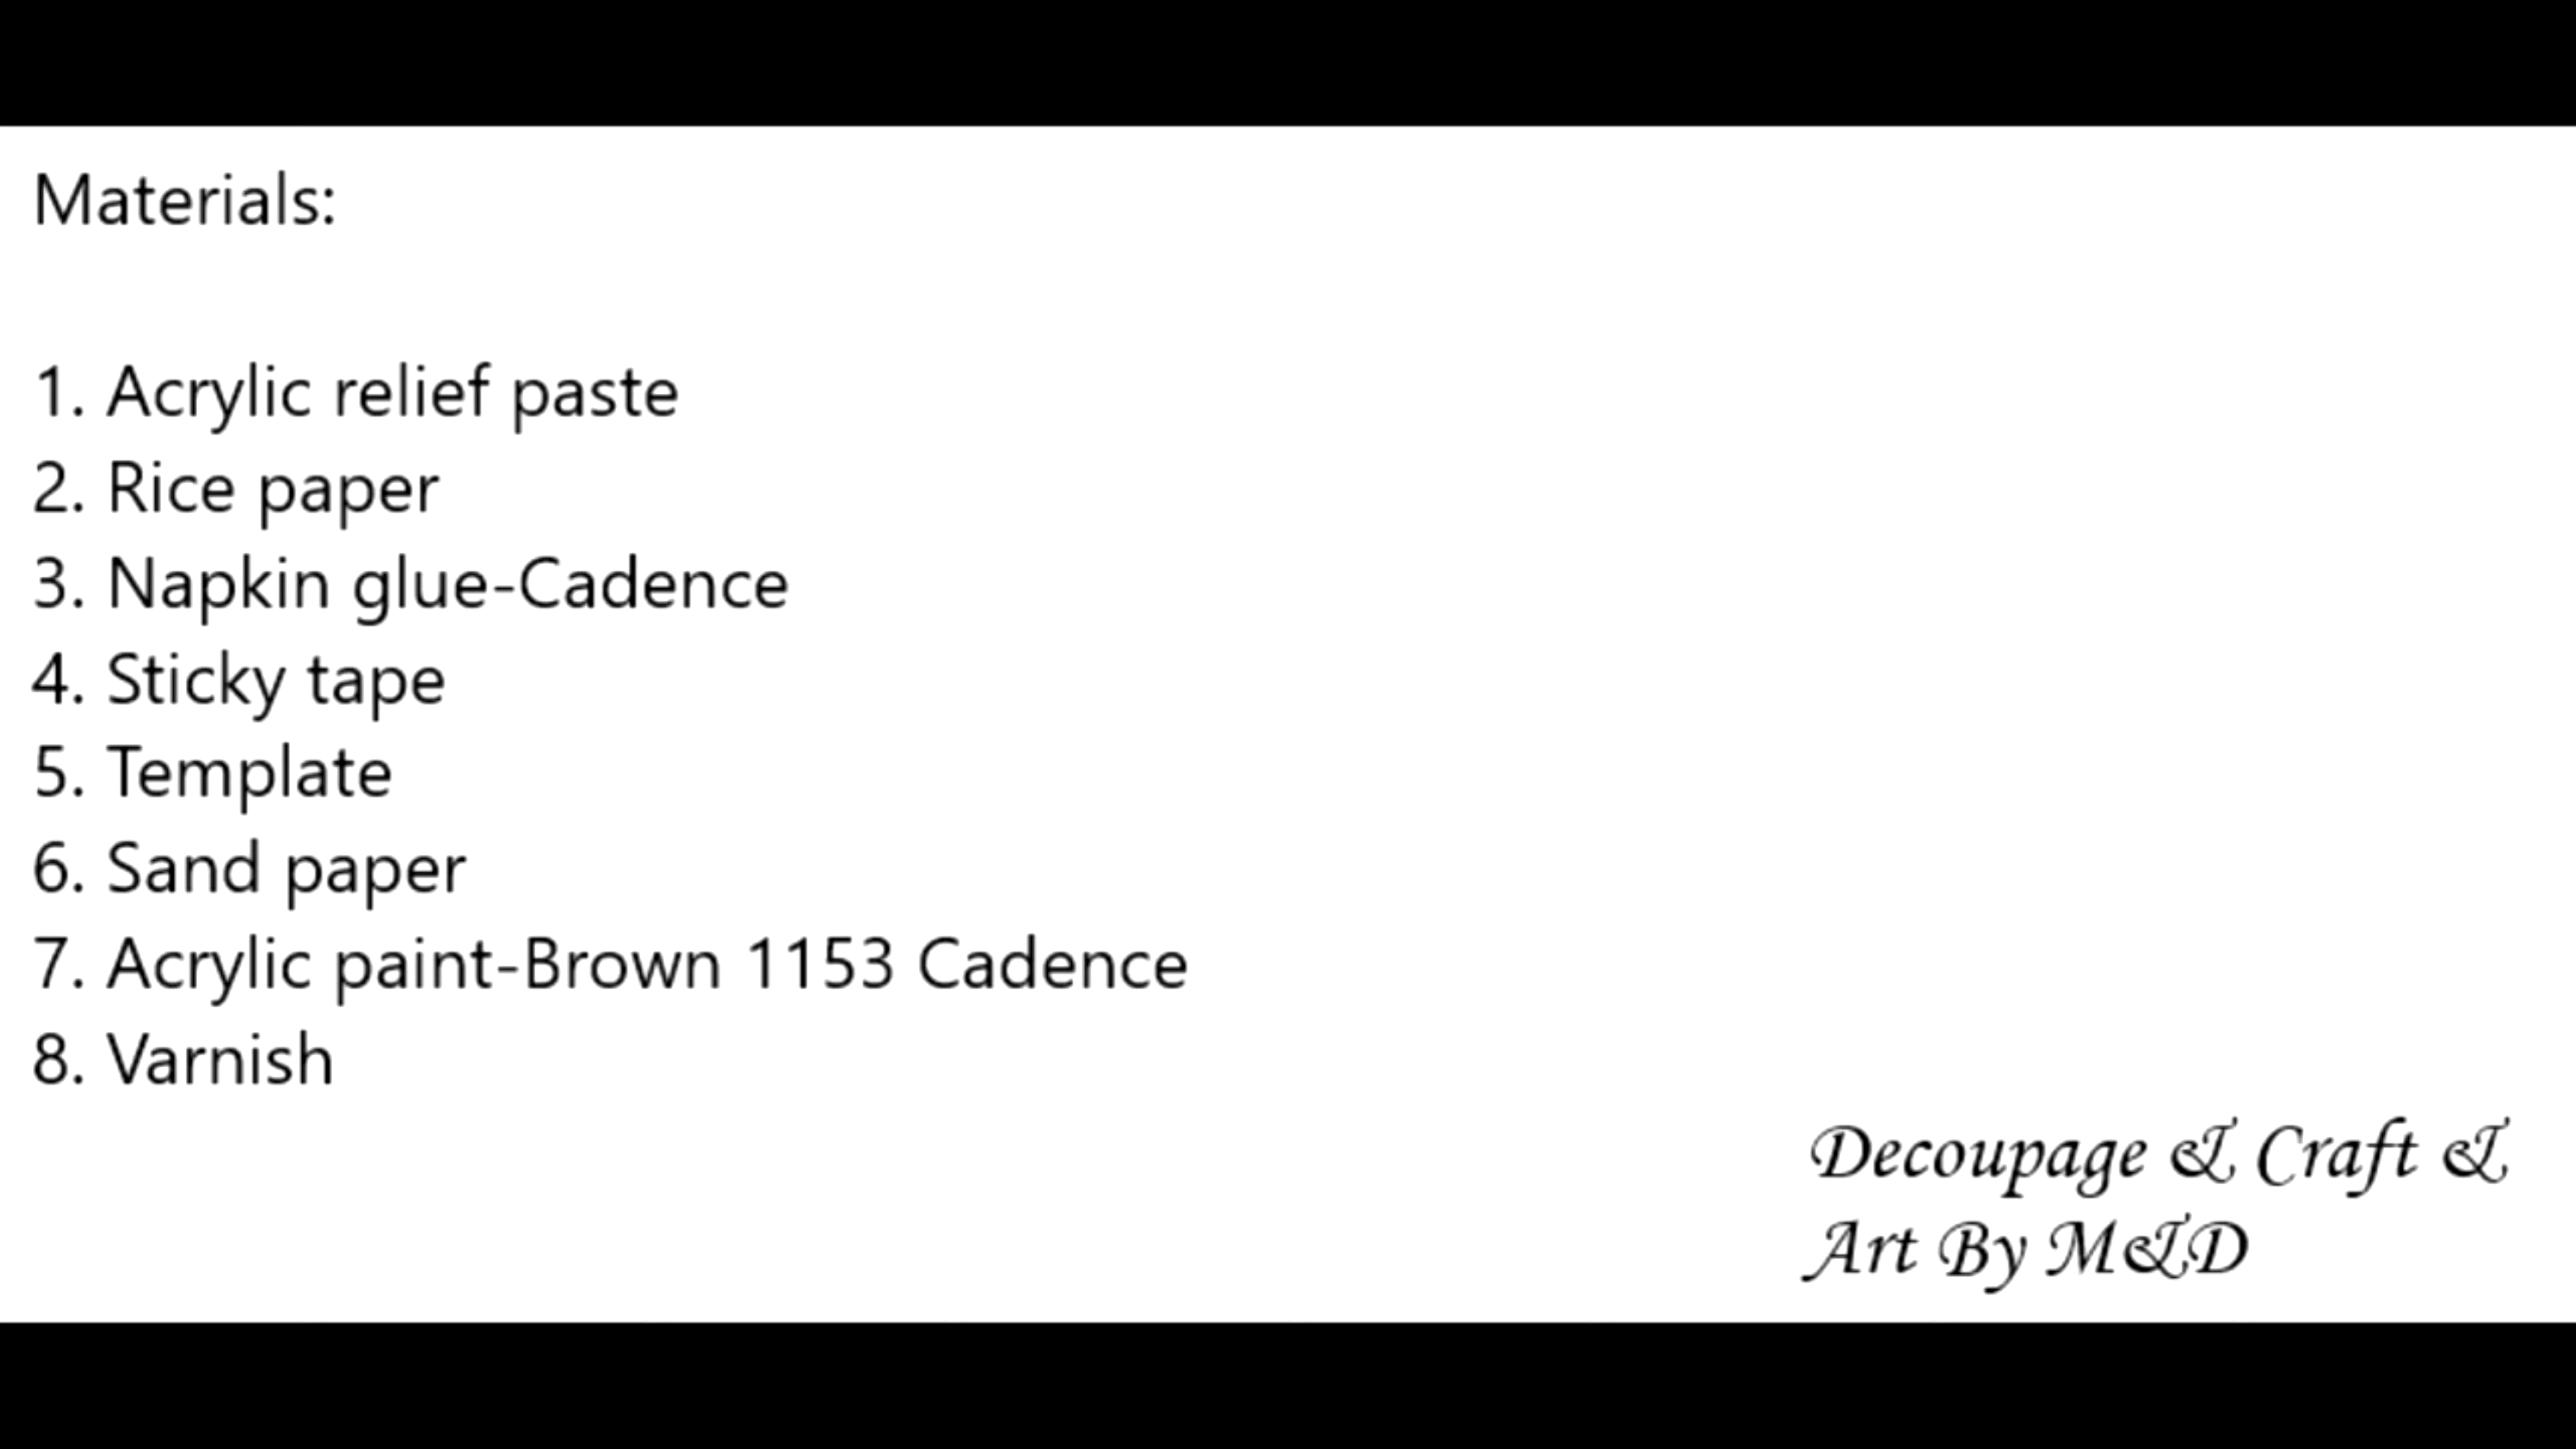 Materials:
1. Acrylic relief paste
2. Rice paper
3. Napkin glue-Cadence
4. Sticky tape
5. Template
6. Sand paper
7. Acrylic paint-Brown 1153 Cadence
8. Varnish
Decoupage & Craft &
Art By M&D